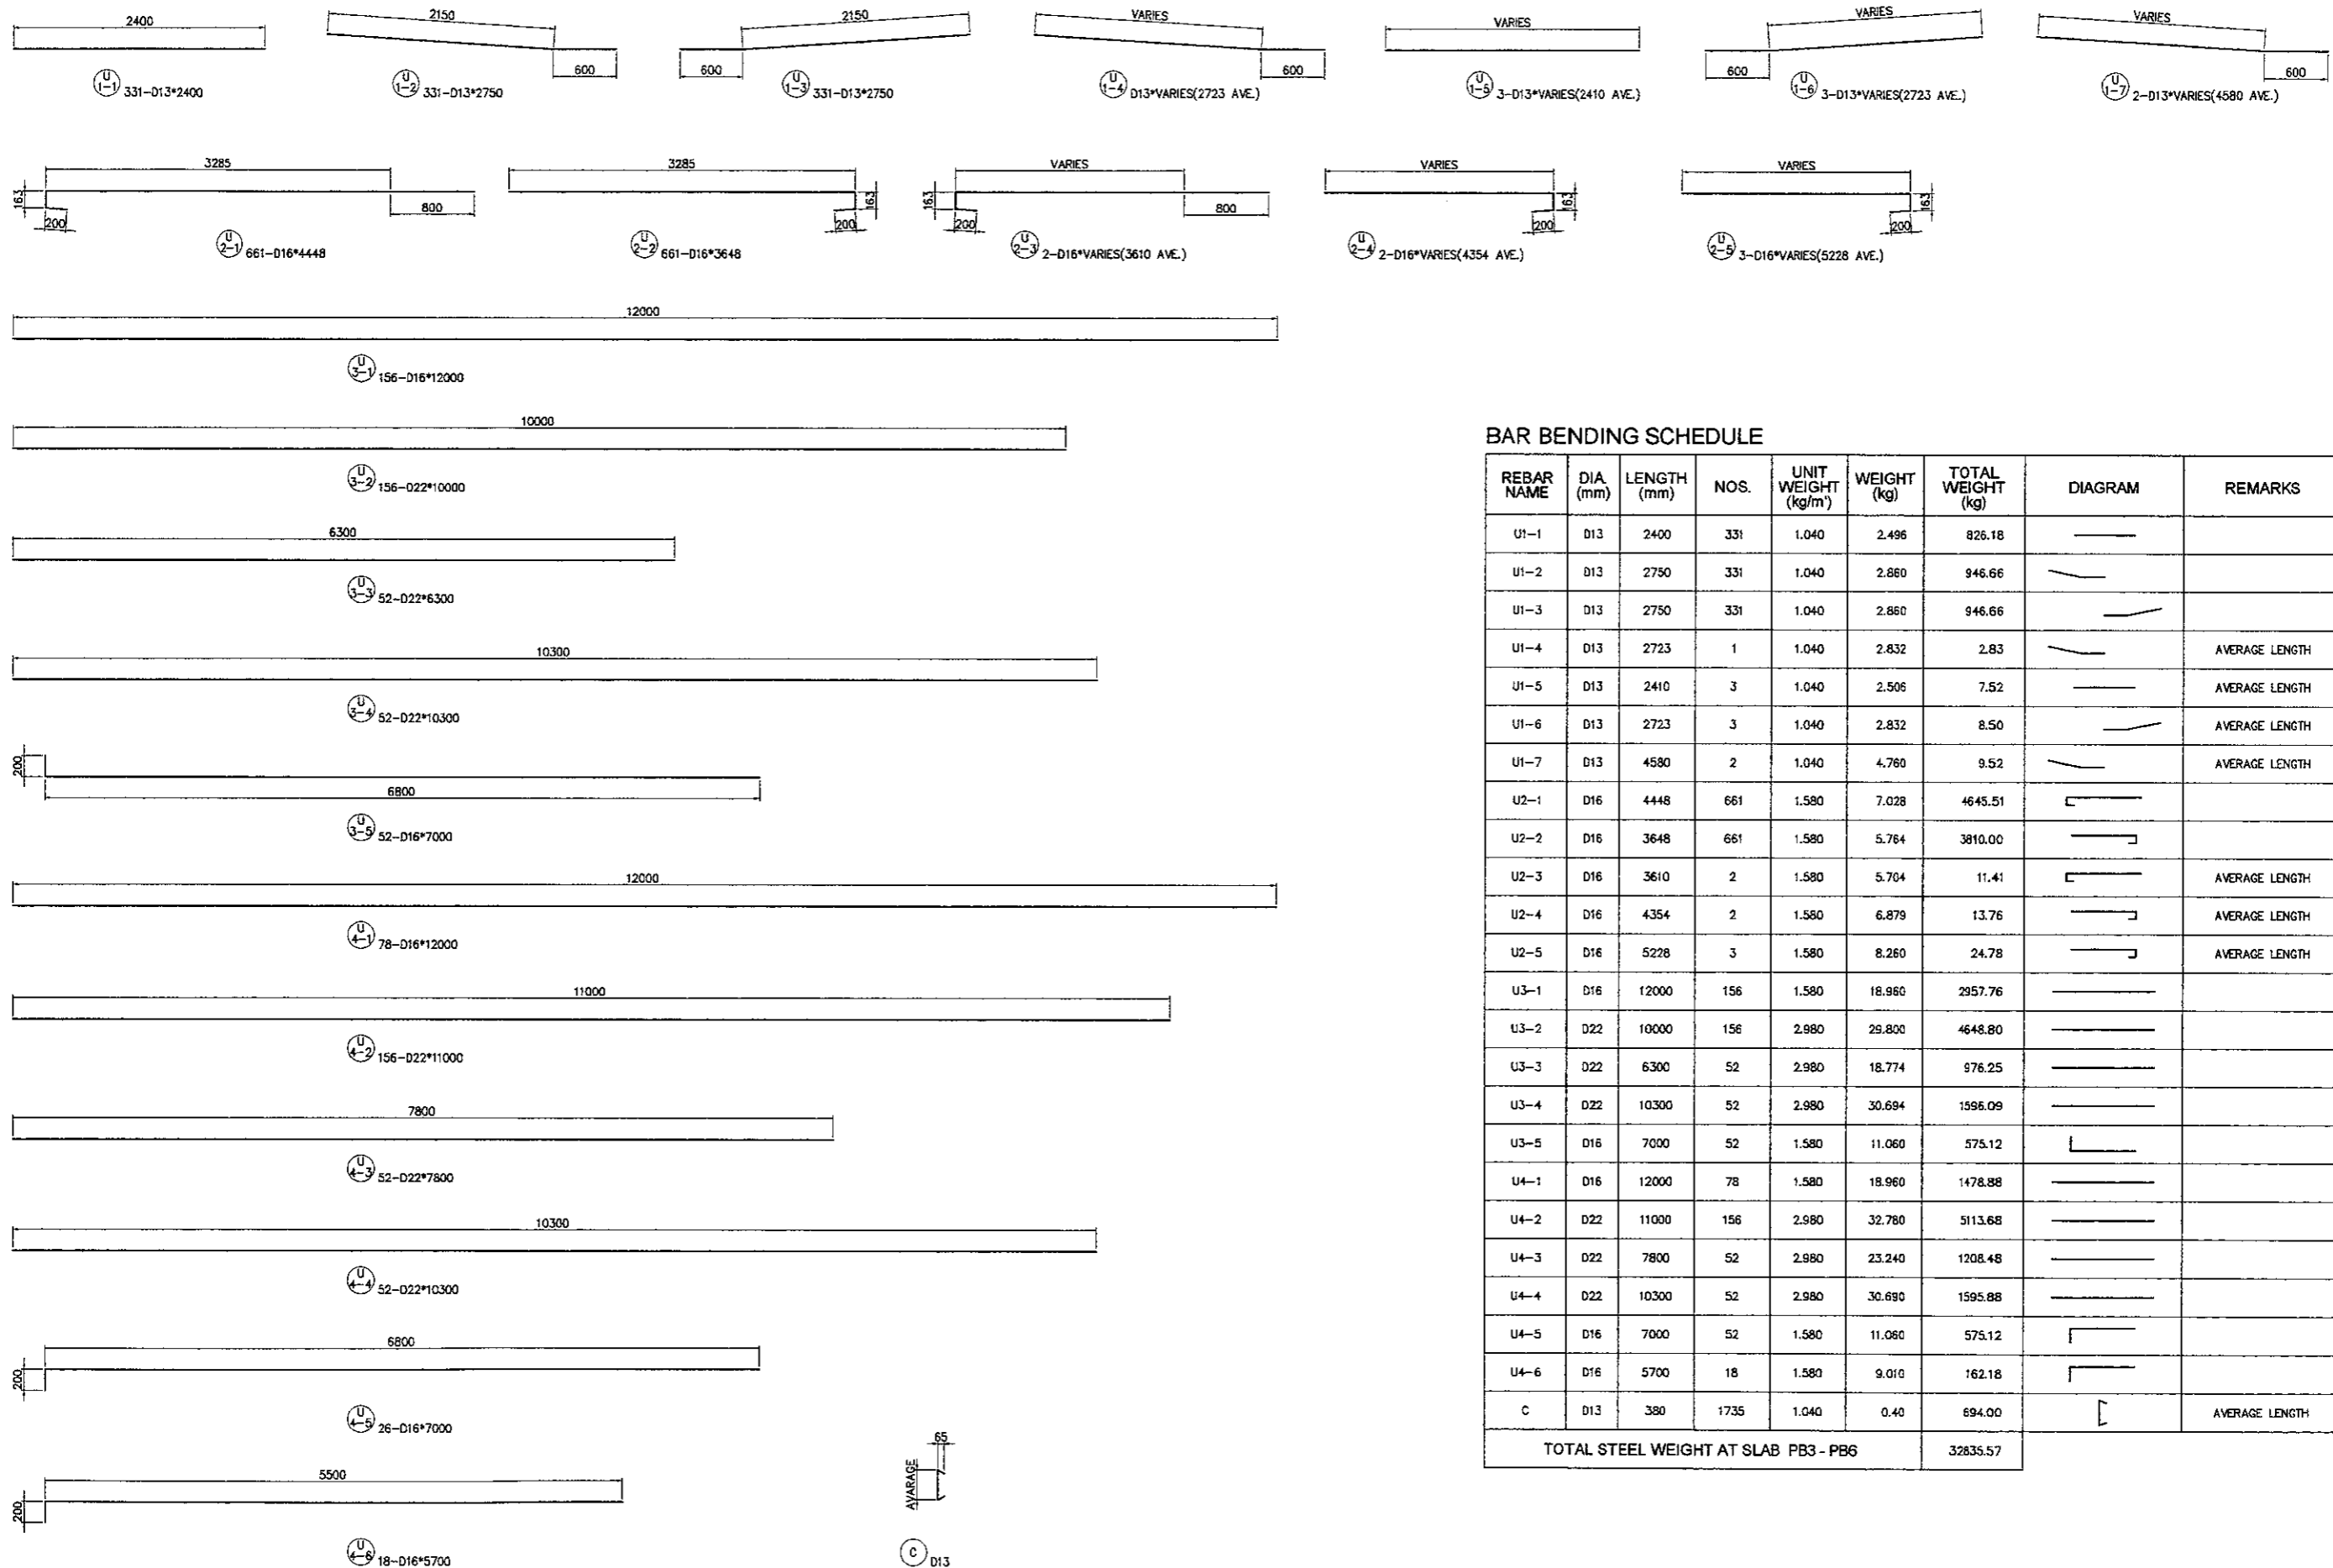 2400
U 1-1 331-D13*2400
2150
600
U 1-2 331-D13*2750
2150
600
U 1-3 331-D13*2750
VARIES
600
U 1-4 D13*VARIES(2723 AVE.)
VARIES
U 1-5 3-D13*VARIES(2410 AVE.)
VARIES
600
U 1-6 3-D13*VARIES(2723 AVE.)
VARIES
600
U 1-7 2-D13*VARIES(4580 AVE.)
3285
163
200
800
U 2-1 661-D16*4448
3285
163
200
U 2-2 661-D16*3648
VARIES
163
200
800
U 2-3 2-D16*VARIES(3610 AVE.)
VARIES
163
200
U 2-4 2-D16*VARIES(4354 AVE.)
VARIES
163
200
U 2-5 3-D16*VARIES(5228 AVE.)
12000
U 3-1 156-D16*12000
10000
U 3-2 156-D22*10000
6300
U 3-3 52-D22*6300
10300
U 3-4 52-D22*10300
200
6800
U 3-5 52-D16*7000
12000
U 4-1 78-D16*12000
11000
U 4-2 156-D22*11000
7800
U 4-3 52-D22*7800
10300
U 4-4 52-D22*10300
6800
200
U 4-5 26-D16*7000
5500
200
U 4-6 18-D16*5700
65
AVARAGE
C D13
BAR BENDING SCHEDULE
REBAR NAME DIA. (mm) LENGTH (mm) NOS. UNIT WEIGHT (kg/m') WEIGHT (kg) TOTAL WEIGHT (kg) DIAGRAM REMARKS
U1-1 D13 2400 331 1.040 2.496 826.18
U1-2 D13 2750 331 1.040 2.860 946.66
U1-3 D13 2750 331 1.040 2.860 946.66
U1-4 D13 2723 1 1.040 2.832 2.83 AVERAGE LENGTH
U1-5 D13 2410 3 1.040 2.506 7.52 AVERAGE LENGTH
U1-6 D13 2723 3 1.040 2.832 8.50 AVERAGE LENGTH
U1-7 D13 4580 2 1.040 4.760 9.52 AVERAGE LENGTH
U2-1 D16 4448 661 1.580 7.028 4645.51
U2-2 D16 3648 661 1.580 5.764 3810.00
U2-3 D16 3610 2 1.580 5.704 11.41 AVERAGE LENGTH
U2-4 D16 4354 2 1.580 6.879 13.76 AVERAGE LENGTH
U2-5 D16 5228 3 1.580 8.260 24.78 AVERAGE LENGTH
U3-1 D16 12000 156 1.580 18.960 2957.76
U3-2 D22 10000 156 2.980 29.800 4648.80
U3-3 D22 6300 52 2.980 18.774 976.25
U3-4 D22 10300 52 2.980 30.694 1596.09
U3-5 D16 7000 52 1.580 11.060 575.12
U4-1 D16 12000 78 1.580 18.960 1478.88
U4-2 D22 11000 156 2.980 32.780 5113.68
U4-3 D22 7800 52 2.980 23.240 1208.48
U4-4 D22 10300 52 2.980 30.690 1595.88
U4-5 D16 7000 52 1.580 11.060 575.12
U4-6 D16 5700 18 1.580 9.010 162.18
C D13 380 1735 1.040 0.40 694.00 AVERAGE LENGTH
TOTAL STEEL WEIGHT AT SLAB PB3 - PB6 32835.57